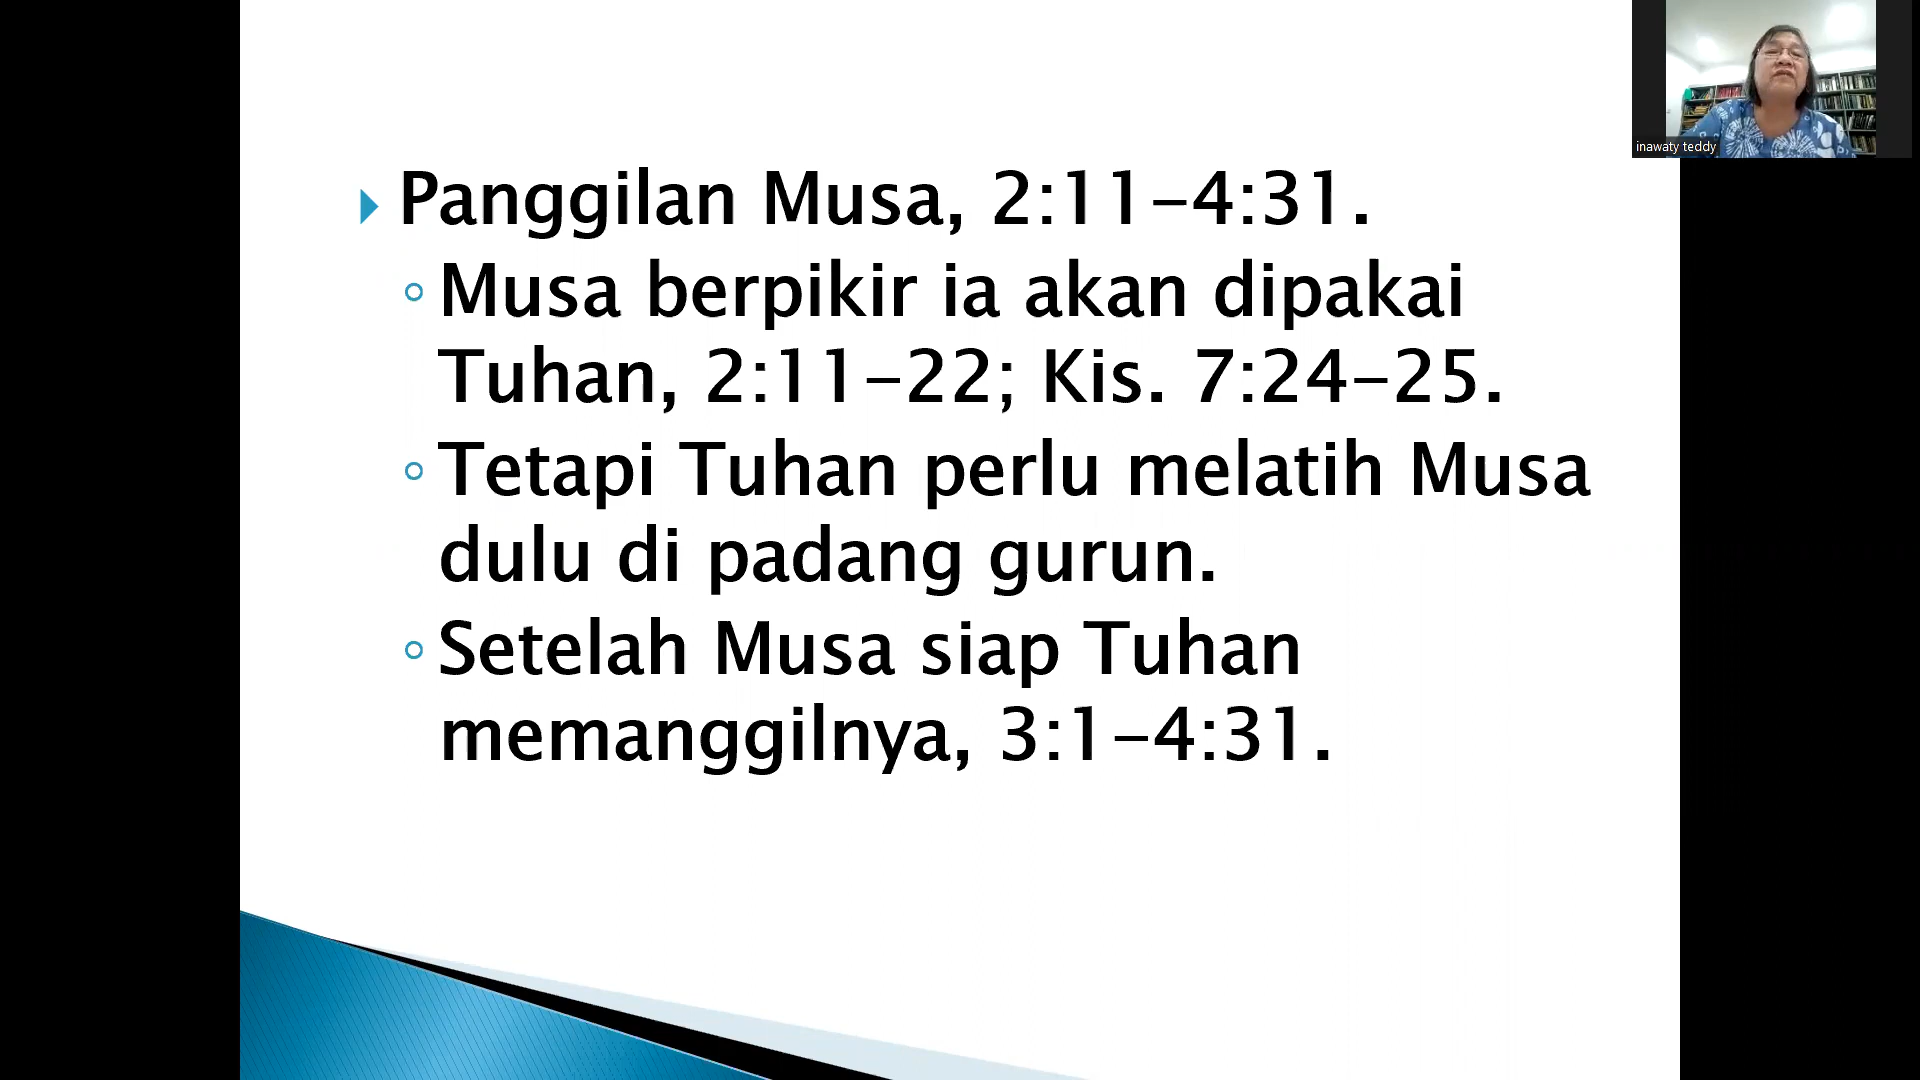 inawaty teddy
Panggilan Musa, 2:11-4:31.
Musa berpikir ia akan dipakai
Tuhan, 2:11-22; Kis. 7:24-25.
Tetapi Tuhan perlu melatih Musa
dulu di padang gurun.
Setelah Musa siap Tuhan
memanggilnya, 3:1-4:31.